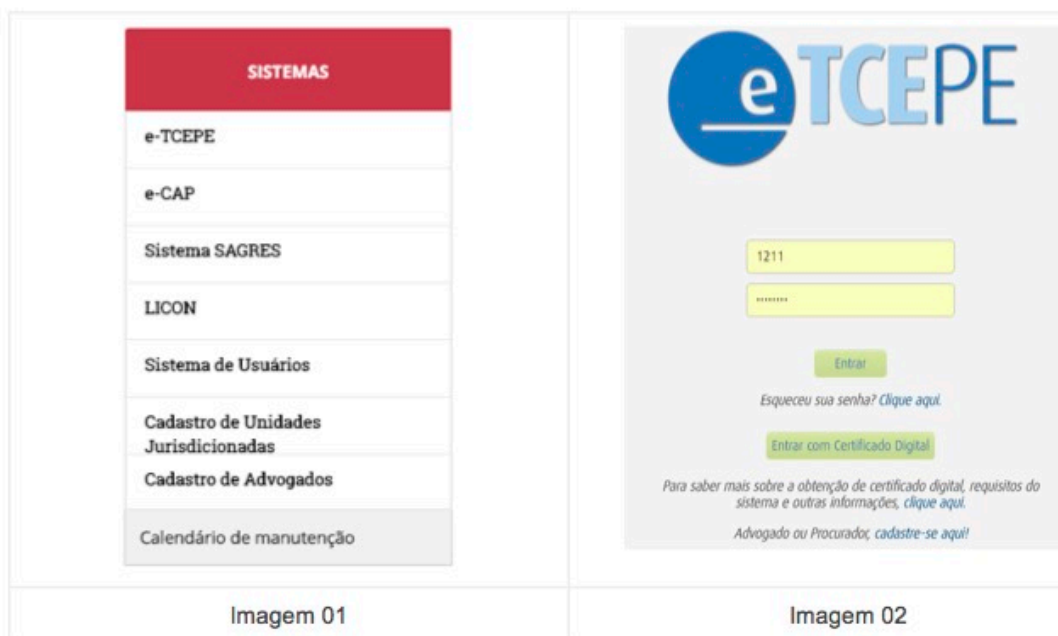 SISTEMAS
e-TCEPE
e-CAP
Sistema SAGRES
LICON
Sistema de Usuários
Cadastro de Unidades
Jurisdicionadas
Cadastro de Advogados
Calendário de manutenção
Imagem 01
eTCEPE
1211
Entrar
Esqueceu sua senha? Clique aqui.
Entrar com Certificado Digital
Para saber mais sobre a obtenção de certificado digital, requisitos do
sistema e outras informações, clique aqui.
Advogado ou Procurador, cadastre-se aqui!
Imagem 02